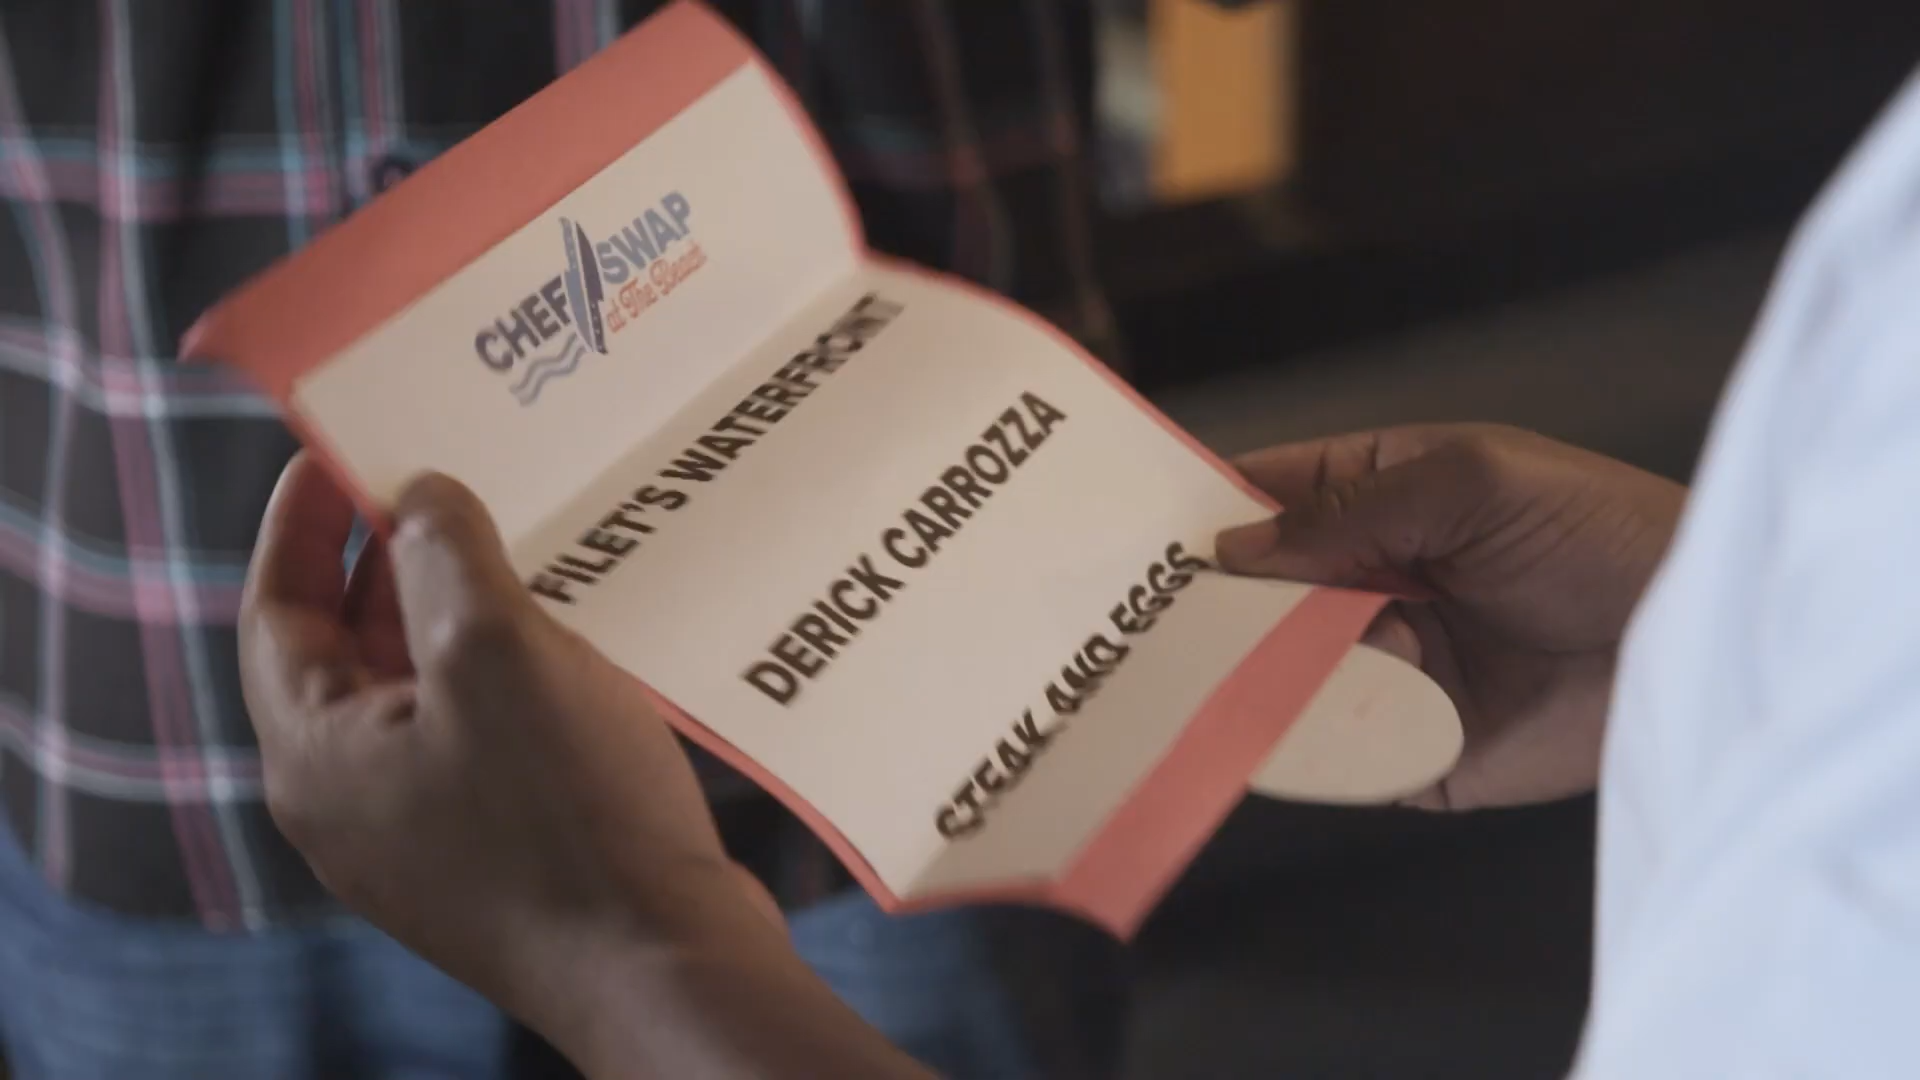 CHEF SWAP
at The Beach
FILET'S WATERFRONT
DERICK CARROZZA
STEAK AND EGGS